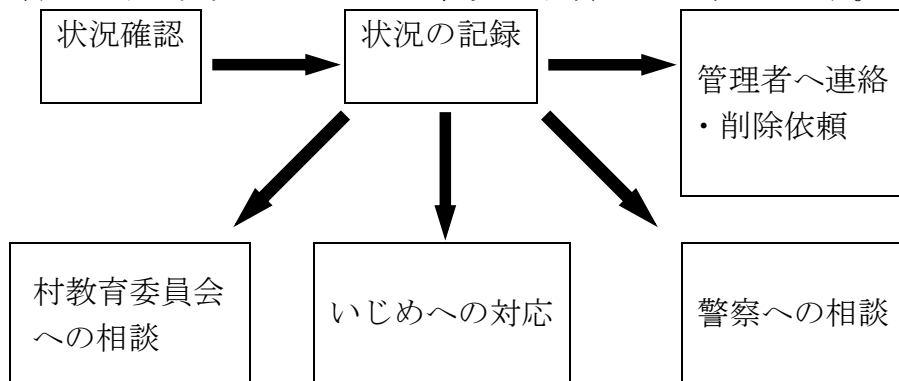 状況確認
状況の記録
管理者へ連絡
・削除依頼
村教育委員会
への相談
いじめへの対応
警察への相談